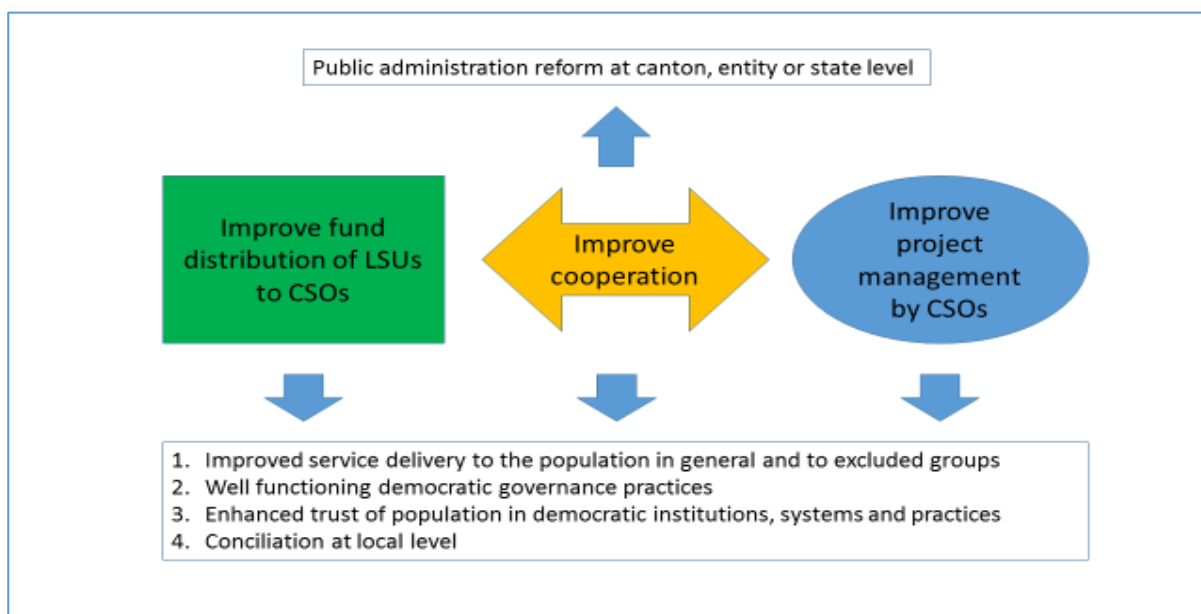 Public administration reform at canton, entity or state level
Improve fund
distribution of LSUs
to CSOs
Improve
cooperation
Improve
project
management
by CSOs
1. Improved service delivery to the population in general and to excluded groups
2. Well functioning democratic governance practices
3. Enhanced trust of population in democratic institutions, systems and practices
4. Conciliation at local level